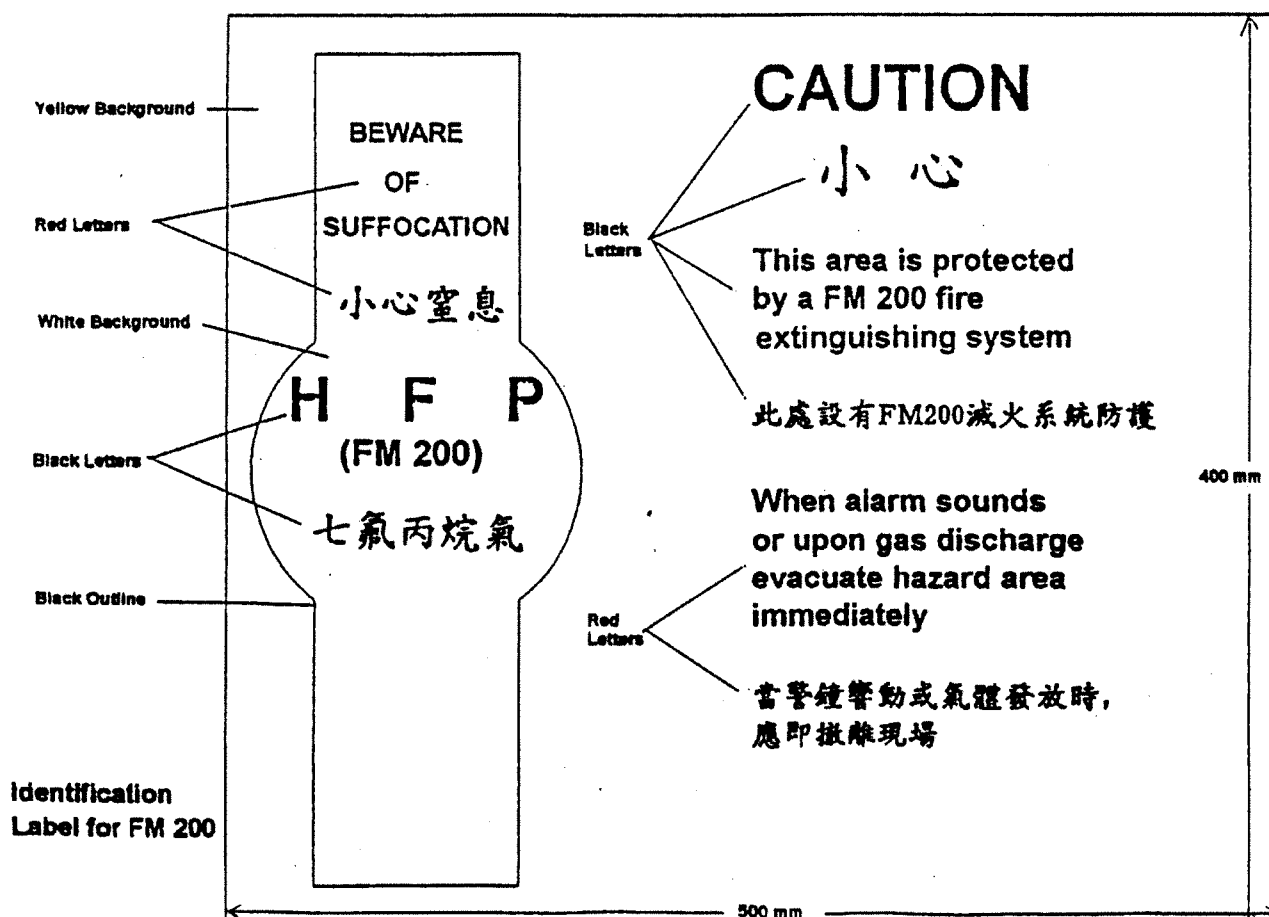 Yellow Background
Red Letters
White Background
Black Letters
Black Outline
Identification
Label for FM 200
BEWARE
OF
SUFFOCATION
小心窒息
H F P
(FM 200)
七氟丙烷氣
Black
Letters
CAUTION
小心
This area is protected
by a FM 200 fire
extinguishing system
此處設有FM200滅火系統防護
Red
Letters
When alarm sounds
or upon gas discharge
evacuate hazard area
immediately
當警鐘響動或氣體發放時,
應即撤離現場
400 mm
500 mm